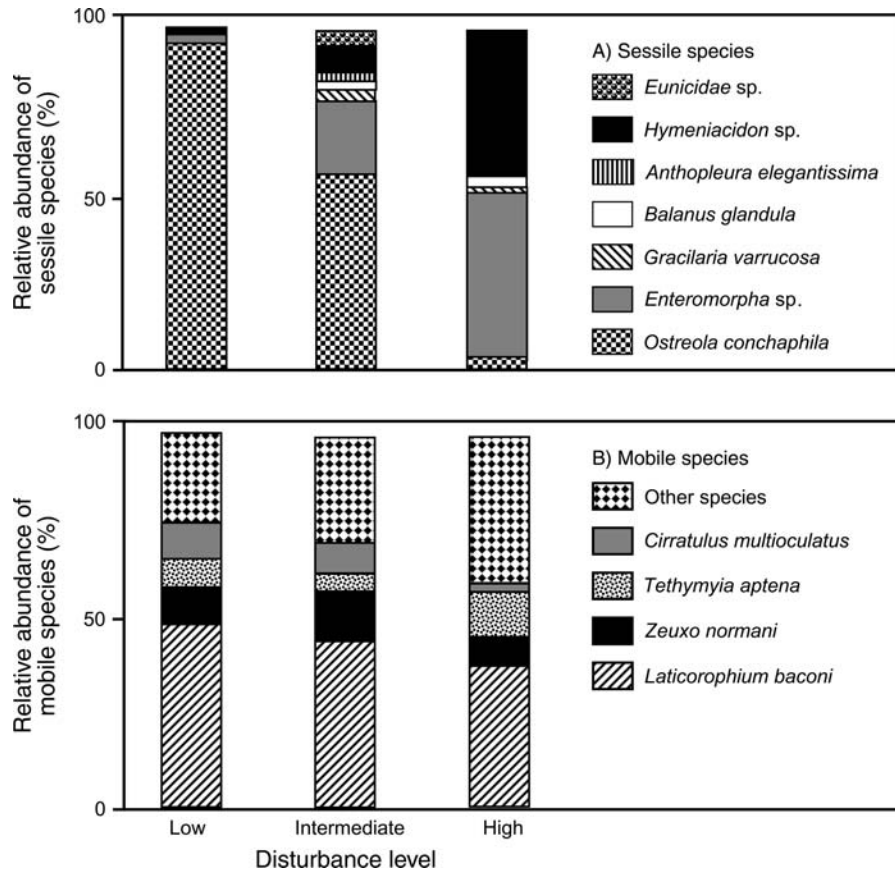 100
50
0
Relative abundance of
sessile species (%)
A) Sessile species
Eunicidae sp.
Hymeniacidon sp.
Anthopleura elegantissima
Balanus glandula
Gracilaria varrucosa
Enteromorpha sp.
Ostreola conchaphila
100
50
0
Relative abundance of
mobile species (%)
B) Mobile species
Other species
Cirratulus multioculatus
Tethymyia aptena
Zeuxo normani
Laticorophium baconi
Low Intermediate High
Disturbance level